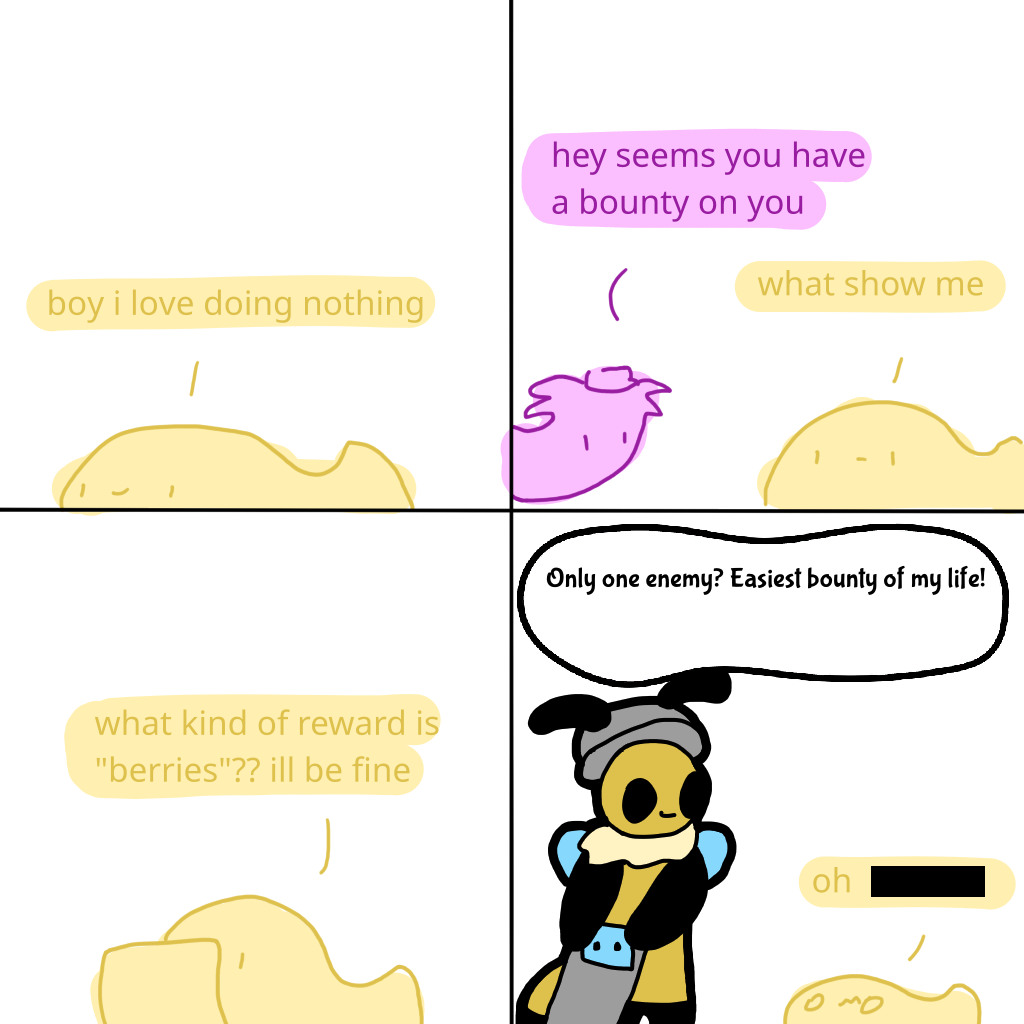 boy i love doing nothing
hey seems you have
a bounty on you
what show me
what kind of reward is
"berries"?? ill be fine
Only one enemy? Easiest bounty of my life!
oh